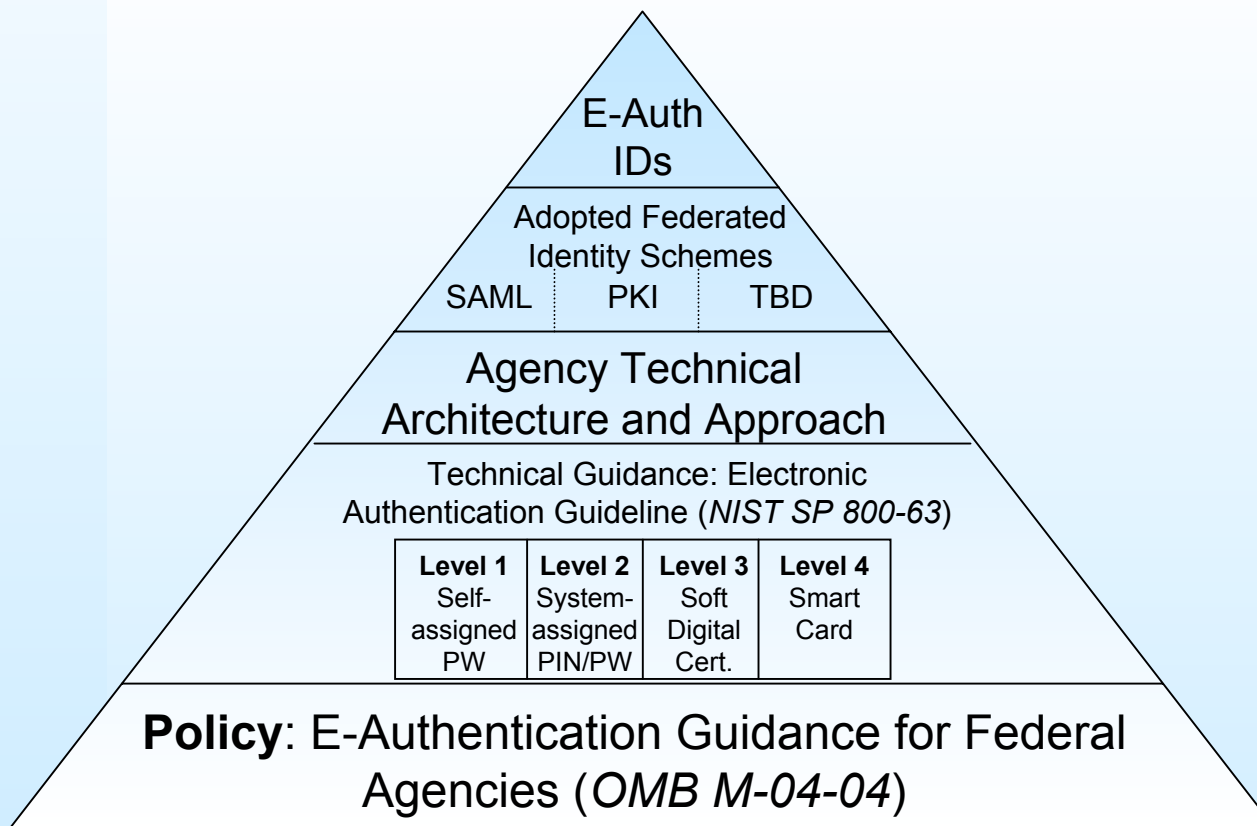 E-Auth
IDs
Adopted Federated
Identity Schemes
SAML PKI TBD
Agency Technical
Architecture and Approach
Technical Guidance: Electronic
Authentication Guideline (NIST SP 800-63)
Level 1
Self-
assigned
PW
Level 2
System-
assigned
PIN/PW
Level 3
Soft
Digital
Cert.
Level 4
Smart
Card
Policy: E-Authentication Guidance for Federal
Agencies (OMB M-04-04)